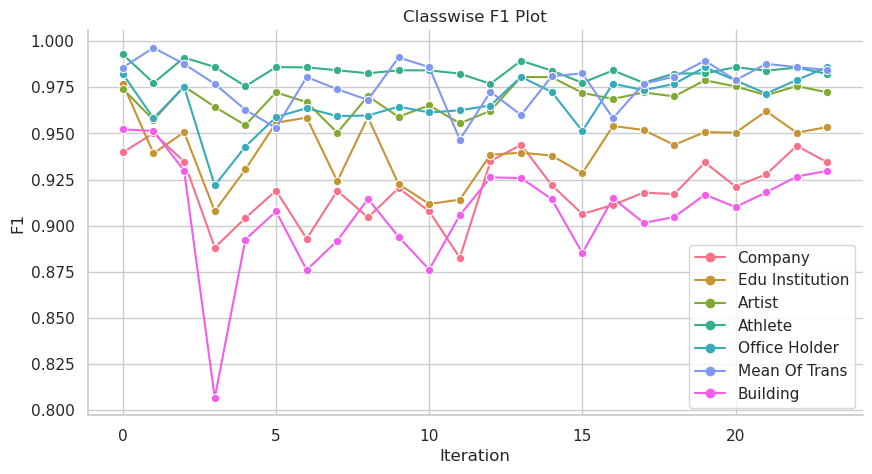 Classwise F1 Plot
1.000
0.975
0.950
0.925
0.900
0.875
0.850
0.825
0.800
F1
0
5
10
15
20
Iteration
Company
Edu Institution
Artist
Athlete
Office Holder
Mean Of Trans
Building